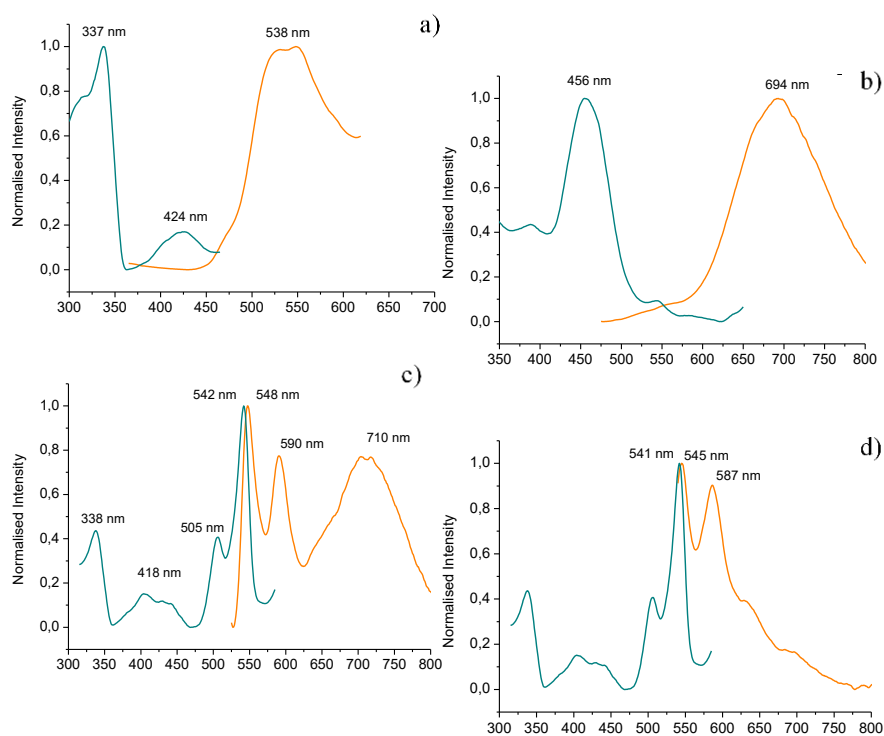 a)
337 nm
538 nm
424 nm
Normalised Intensity
1,0
0,8
0,6
0,4
0,2
0,0
300 350 400 450 500 550 600 650 700
b)
456 nm
694 nm
Normalised Intensity
1,0
0,8
0,6
0,4
0,2
0,0
350 400 450 500 550 600 650 700 750 800
c)
542 nm 548 nm
590 nm
710 nm
338 nm
505 nm
418 nm
Normalised Intensity
1,0
0,8
0,6
0,4
0,2
0,0
300 350 400 450 500 550 600 650 700 750 800
d)
541 nm 545 nm
587 nm
Normalised Intensity
1,0
0,8
0,6
0,4
0,2
0,0
300 350 400 450 500 550 600 650 700 750 800